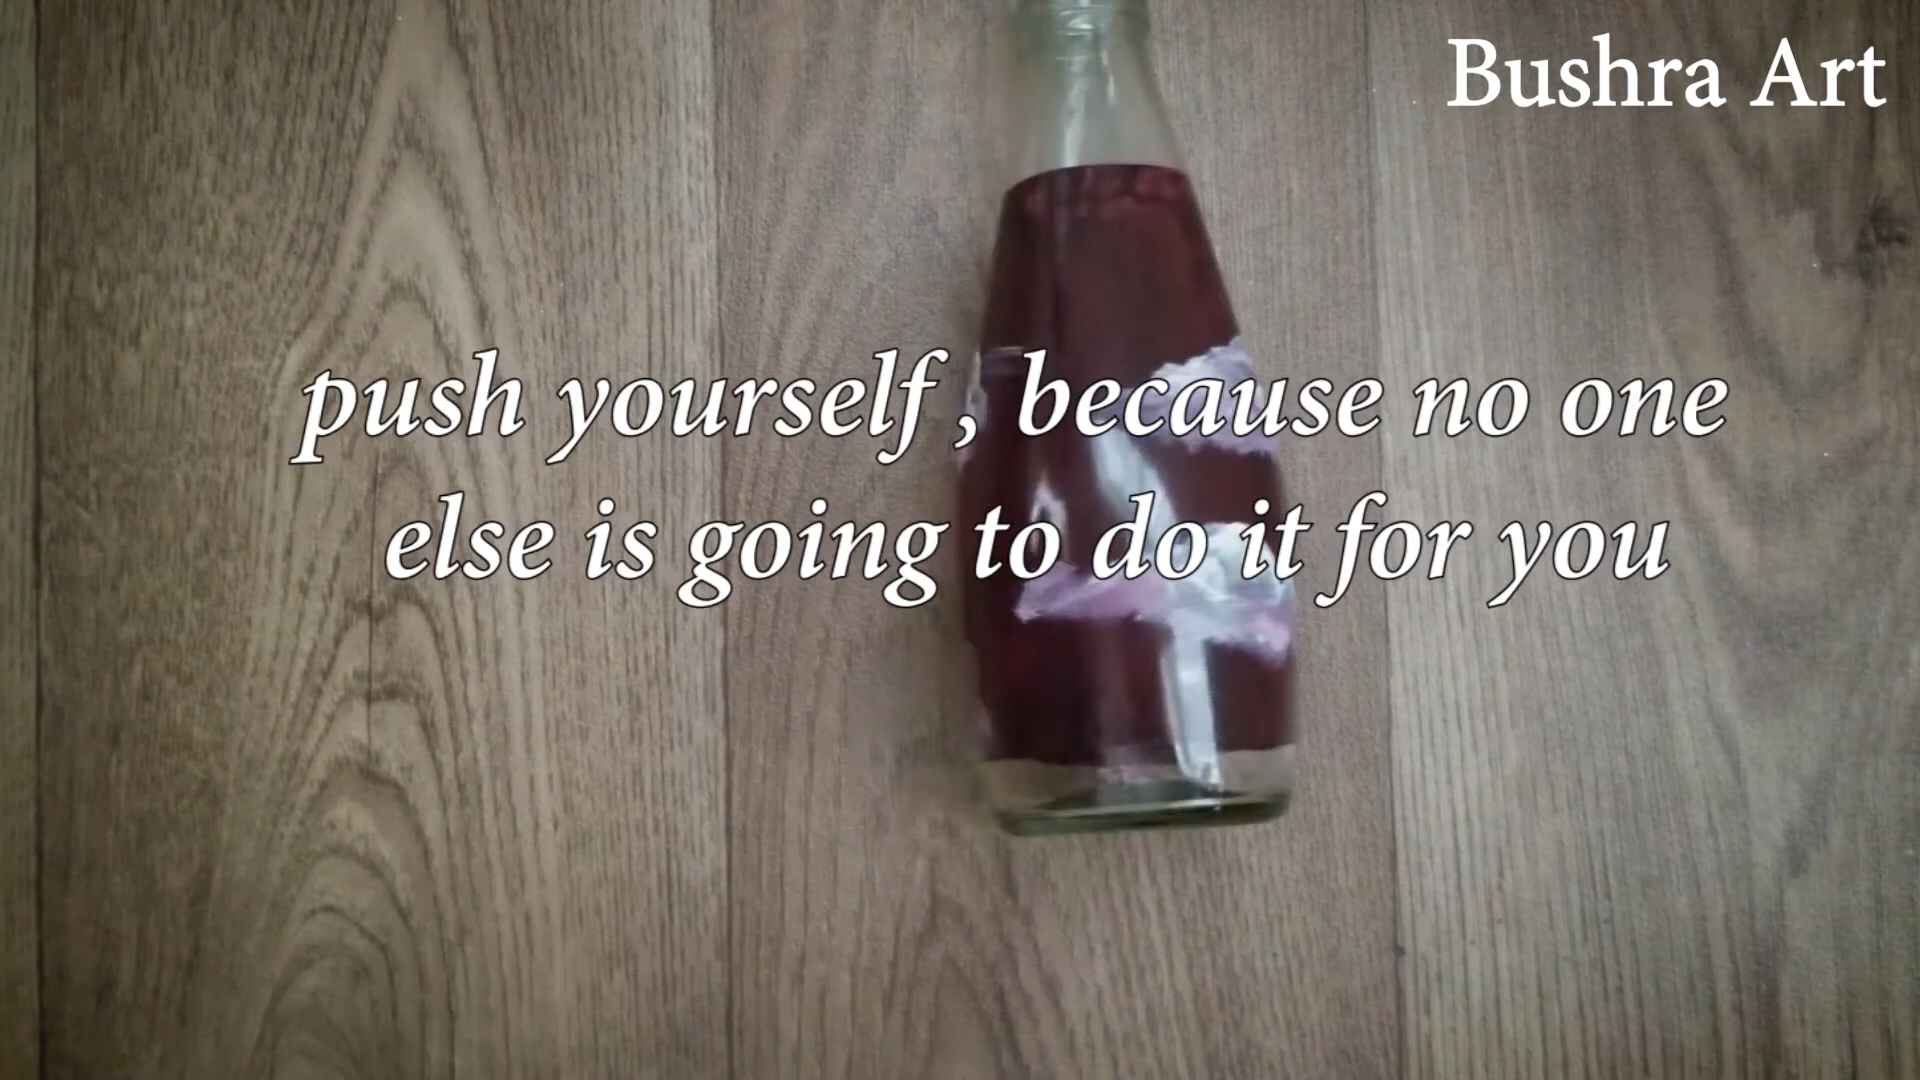 Bushra Art
push yourself , because no one
else is going to do it for you